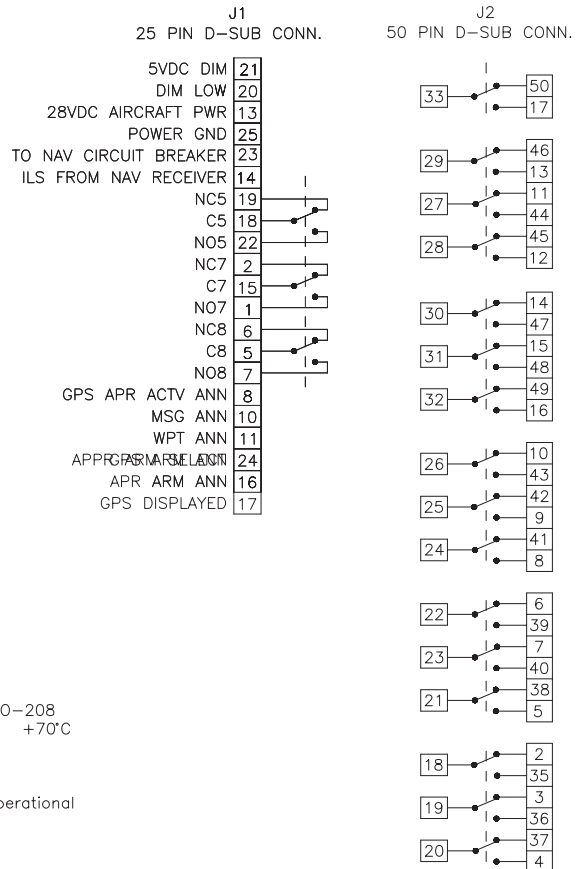 J1
25 PIN D-SUB CONN.
5VDC DIM 21
DIM LOW 20
28VDC AIRCRAFT PWR 13
POWER GND 25
TO NAV CIRCUIT BREAKER 23
ILS FROM NAV RECEIVER 14
NC5 19
C5 18
NO5 22
NC7 2
C7 15
NO7 1
NC8 6
C8 5
NO8 7
GPS APR ACTV ANN 8
MSG ANN 10
WPT ANN 11
24
APR ARM ANN 16
GPS DISPLAYED 17
O-208
+70°C
perational
J2
50 PIN D-SUB CONN.
33 50
17
29 46
13
27 11
44
28 45
12
30 14
47
31 15
48
32 49
16
26 10
43
25 42
9
24 41
8
22 6
39
23 7
40
21 38
5
18 2
35
19 3
36
20 37
4